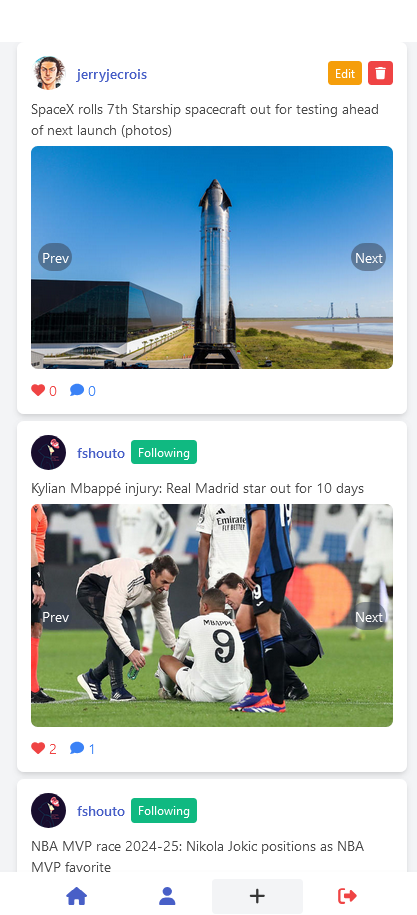 jerryjecrois
Edit
SpaceX rolls 7th Starship spacecraft out for testing ahead
of next launch (photos)
Prev
Next
0
0
fshouto
Following
Kylian Mbappé injury: Real Madrid star out for 10 days
Emirates
19
MBAPPÉ
9
Prev
Next
2
1
fshouto
Following
NBA MVP race 2024-25: Nikola Jokic positions as NBA
MVP favorite